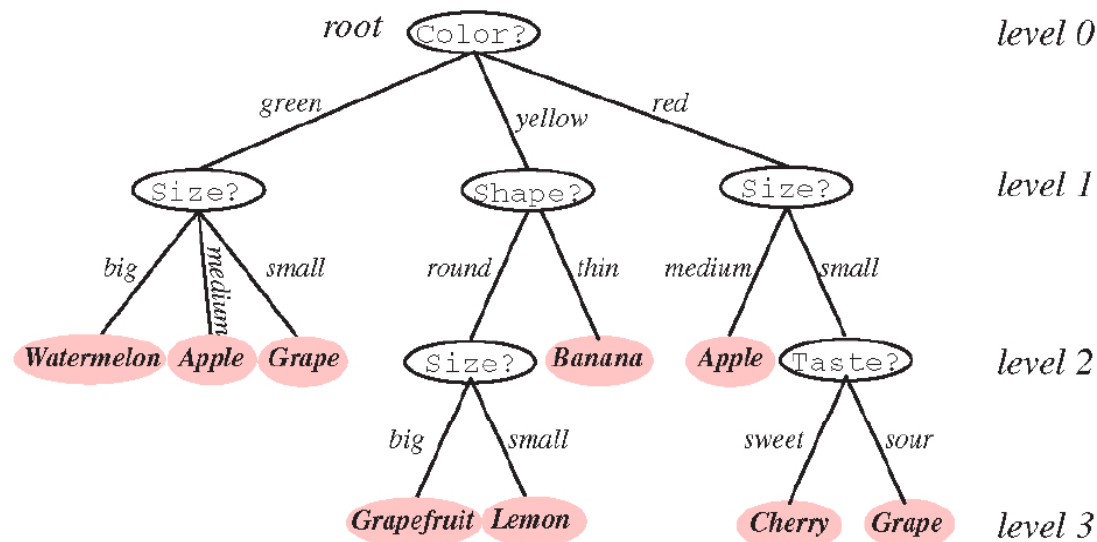 root Color? level 0
green yellow red
Size? Shape? Size? level 1
big medium small round thin medium small
Watermelon Apple Grape Size? Banana Apple Taste? level 2
big small sweet sour
Grapefruit Lemon Cherry Grape level 3